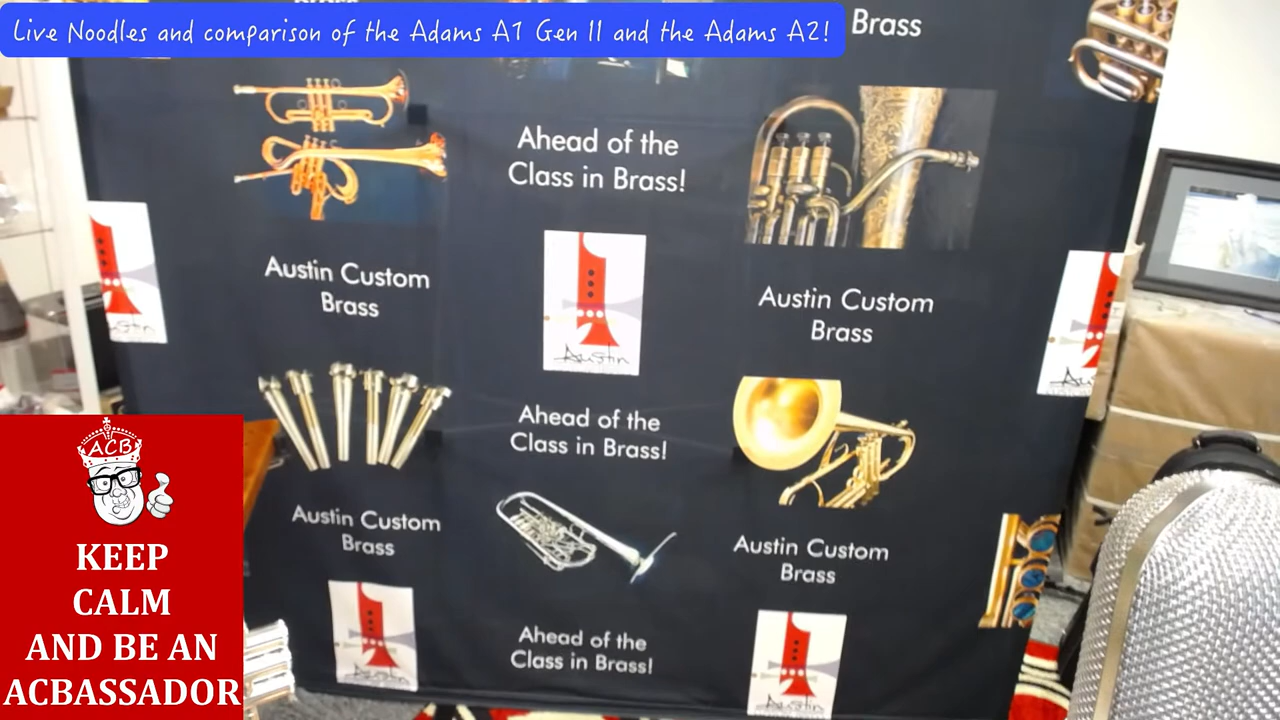 Live Noodles and comparison of the Adams A1 Gen II and the Adams A2!
Brass
Ahead of the
Class in Brass!
Austin Custom
Brass
Austin
Austin Custom
Brass
Ahead of the
Class in Brass!
Austin Custom
Brass
Austin Custom
Brass
Ahead of the
Class in Brass!
Austin
ACB
KEEP
CALM
AND BE AN
ACBASSADOR